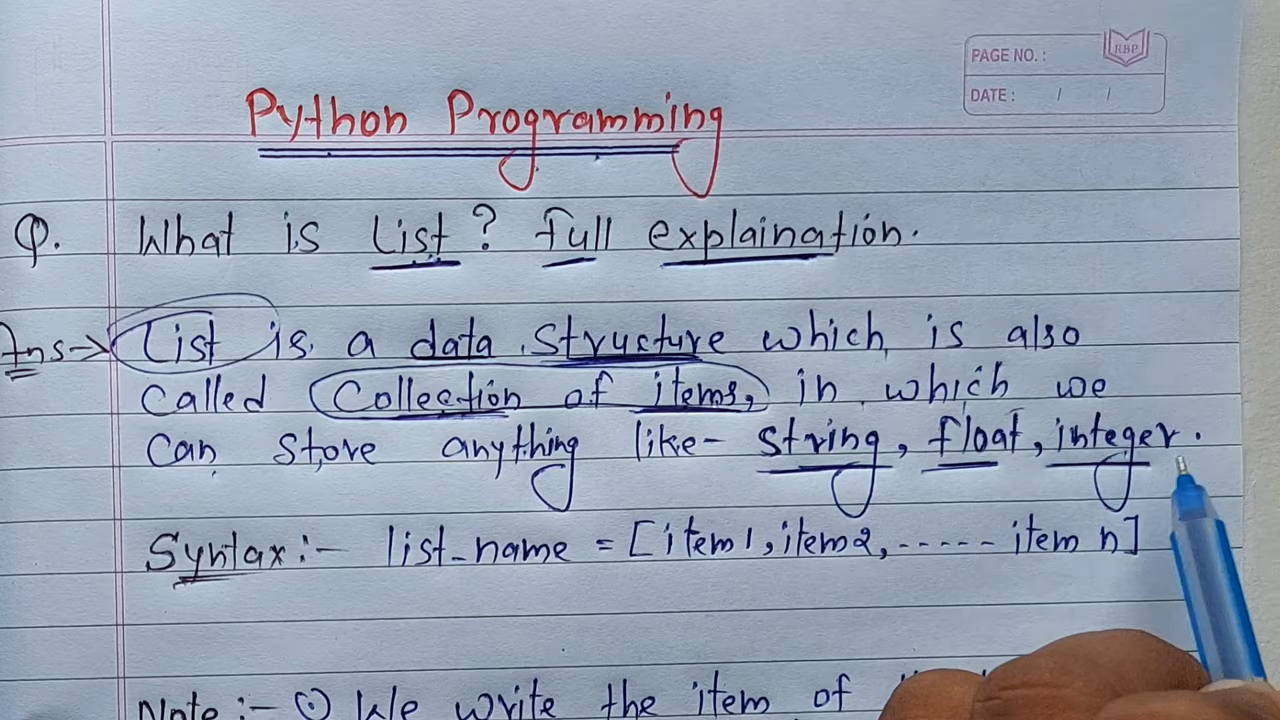 PAGE NO. :
RBP
DATE : / /
Python Programming
Q. What is List? Full explaination.
Ans→ List is a data structure which is also
called Collection of items, in which we
can store anything like- string, float, integer.
Syntax:- list_name = [item1, item2, ..... item n]
Note :- ① We write the item of